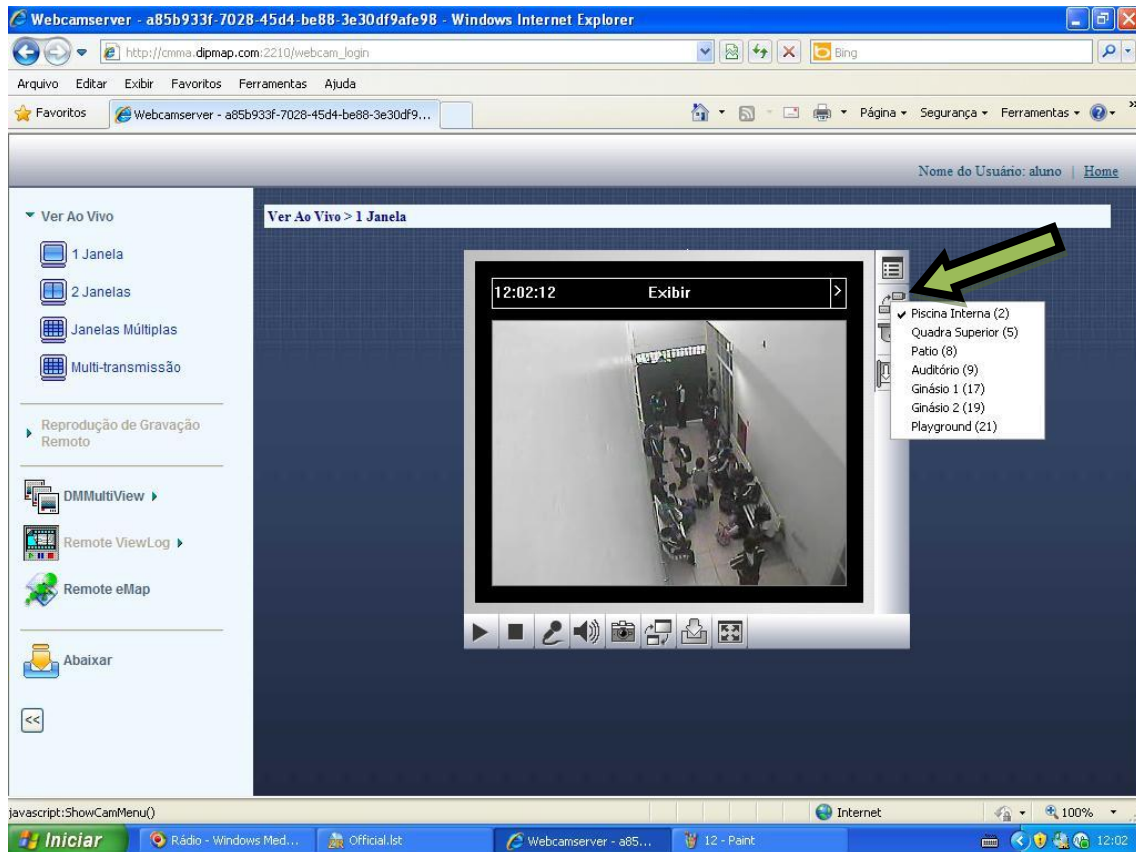 Webcamserver - a85b933f-7028-45d4-be88-3e30df9afe98 - Windows Internet Explorer
http://cmma.dipmap.com:2210/webcam_login
Bing
Arquivo Editar Exibir Favoritos Ferramentas Ajuda
Favoritos
Webcamserver - a85b933f-7028-45d4-be88-3e30df9...
Página
Segurança
Ferramentas
Nome do Usuário: aluno | Home
Ver Ao Vivo
1 Janela
2 Janelas
Janelas Múltiplas
Multi-transmissão
Reprodução de Gravação
Remoto
DMMultiView
Remote ViewLog
Remote eMap
Abaixar
<<
Ver Ao Vivo > 1 Janela
12:02:12 Exibir >
Piscina Interna (2)
Quadra Superior (5)
Patio (8)
Auditório (9)
Ginásio 1 (17)
Ginásio 2 (19)
Playground (21)
javascript:ShowCamMenu()
Internet
100%
Iniciar
Rádio - Windows Med...
Official.lst
Webcamserver - a85...
12 - Paint
12:02